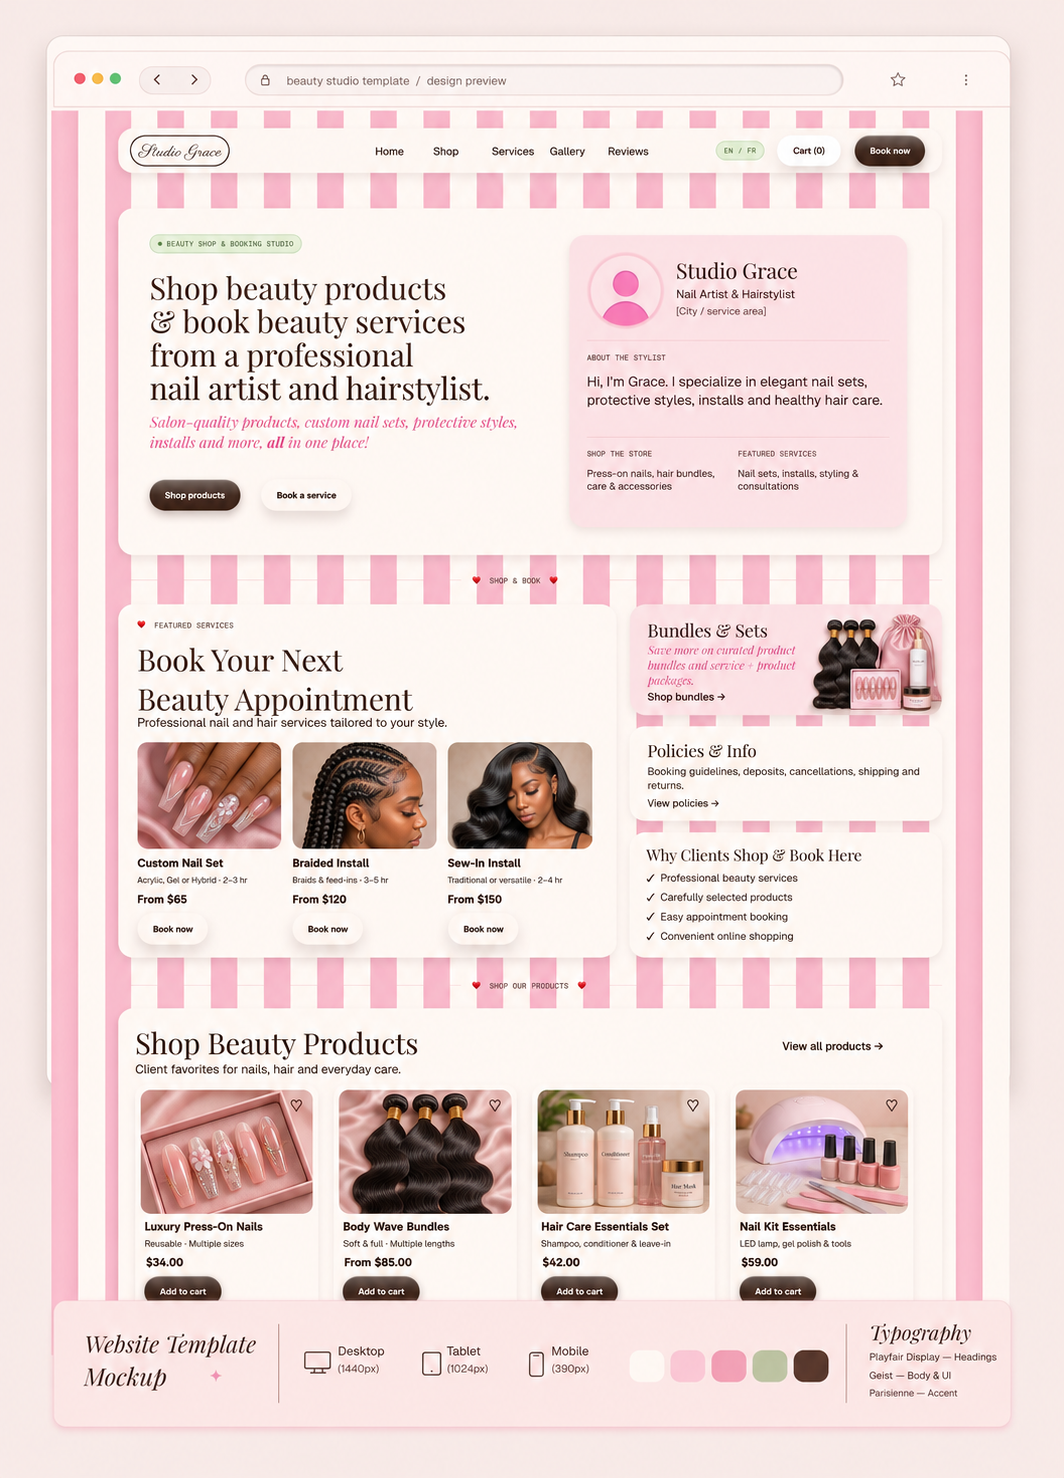 beauty studio template / design preview
Studio Grace
Home
Shop
Services
Gallery
Reviews
EN / FR
Cart (0)
Book now
BEAUTY SHOP & BOOKING STUDIO
Shop beauty products
& book beauty services
from a professional
nail artist and hairstylist.
Salon-quality products, custom nail sets, protective styles,
installs and more, all in one place!
Shop products
Book a service
Studio Grace
Nail Artist & Hairstylist
[City / service area]
ABOUT THE STYLIST
Hi, I'm Grace. I specialize in elegant nail sets,
protective styles, installs and healthy hair care.
SHOP THE STORE
Press-on nails, hair bundles,
care & accessories
FEATURED SERVICES
Nail sets, installs, styling &
consultations
SHOP & BOOK
FEATURED SERVICES
Book Your Next
Beauty Appointment
Professional nail and hair services tailored to your style.
Custom Nail Set
Acrylic, Gel or Hybrid · 2–3 hr
From $65
Book now
Braided Install
Braids & feed-ins · 3–5 hr
From $120
Book now
Sew-In Install
Traditional or versatile · 2–4 hr
From $150
Book now
Bundles & Sets
Save more on curated product
bundles and service + product
packages.
Shop bundles →
Policies & Info
Booking guidelines, deposits, cancellations, shipping and
returns.
View policies →
Why Clients Shop & Book Here
✓ Professional beauty services
✓ Carefully selected products
✓ Easy appointment booking
✓ Convenient online shopping
SHOP OUR PRODUCTS
Shop Beauty Products
Client favorites for nails, hair and everyday care.
View all products →
Shampoo
Conditioner
Hair Mask
Luxury Press-On Nails
Reusable · Multiple sizes
$34.00
Add to cart
Body Wave Bundles
Soft & full · Multiple lengths
From $85.00
Add to cart
Hair Care Essentials Set
Shampoo, conditioner & leave-in
$42.00
Add to cart
Nail Kit Essentials
LED lamp, gel polish & tools
$59.00
Add to cart
Website Template
Mockup
Desktop
(1440px)
Tablet
(1024px)
Mobile
(390px)
Typography
Playfair Display — Headings
Geist — Body & UI
Parisienne — Accent